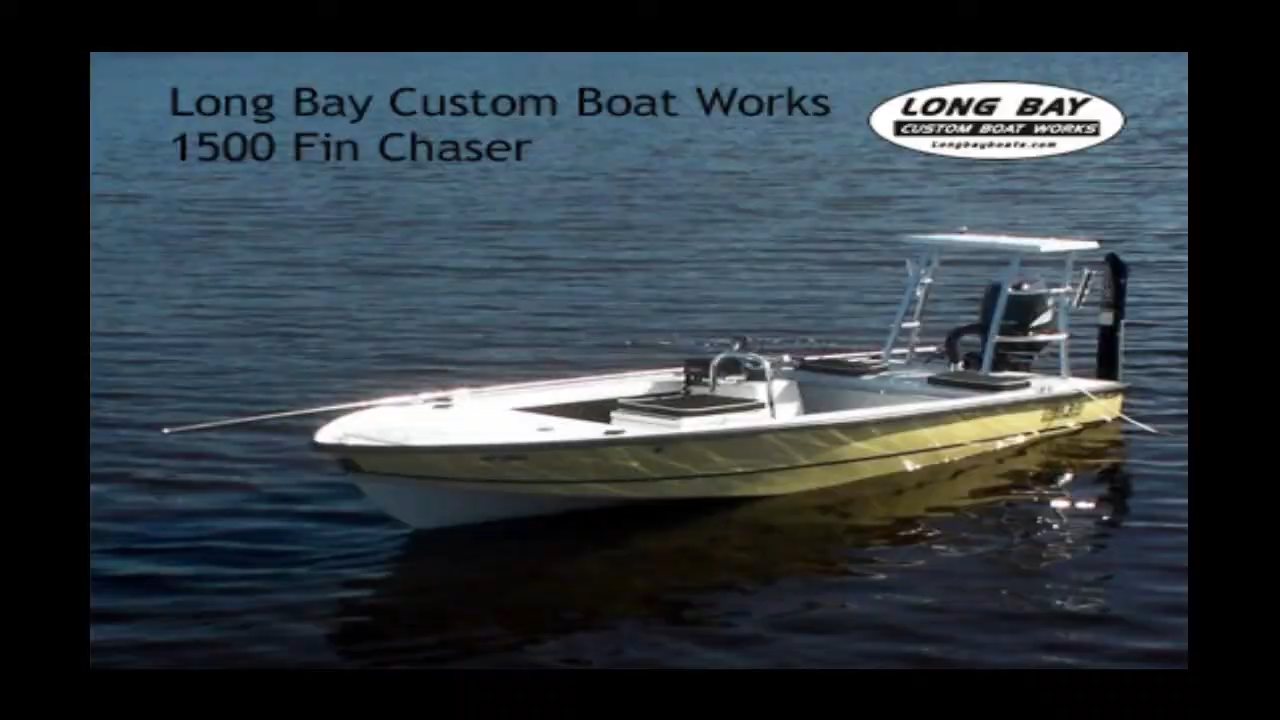 Long Bay Custom Boat Works
1500 Fin Chaser
LONG BAY
CUSTOM BOAT WORKS
Longbayboats.com